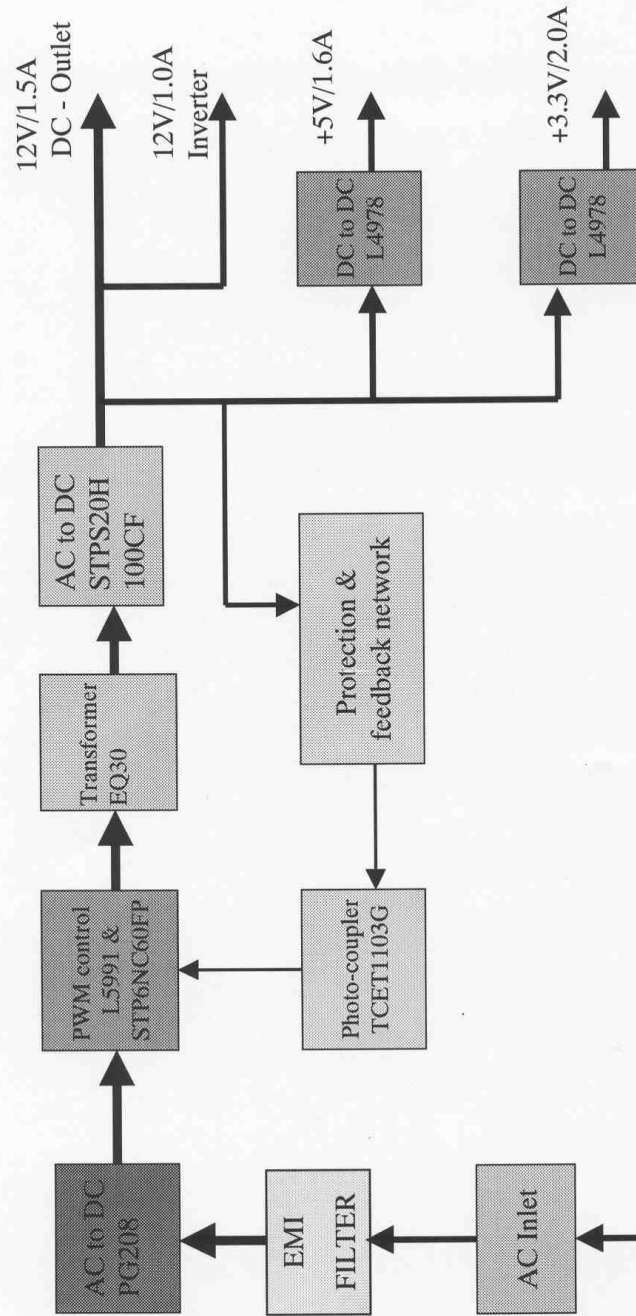 AC Inlet
EMI
FILTER
AC to DC
PG208
PWM control
L5991 &
STP6NC60FP
Transformer
EQ30
AC to DC
STPS20H
100CF
12V/1.5A
DC - Outlet
12V/1.0A
Inverter
Photo-coupler
TCET1103G
Protection &
feedback network
DC to DC
L4978
+5V/1.6A
DC to DC
L4978
+3.3V/2.0A